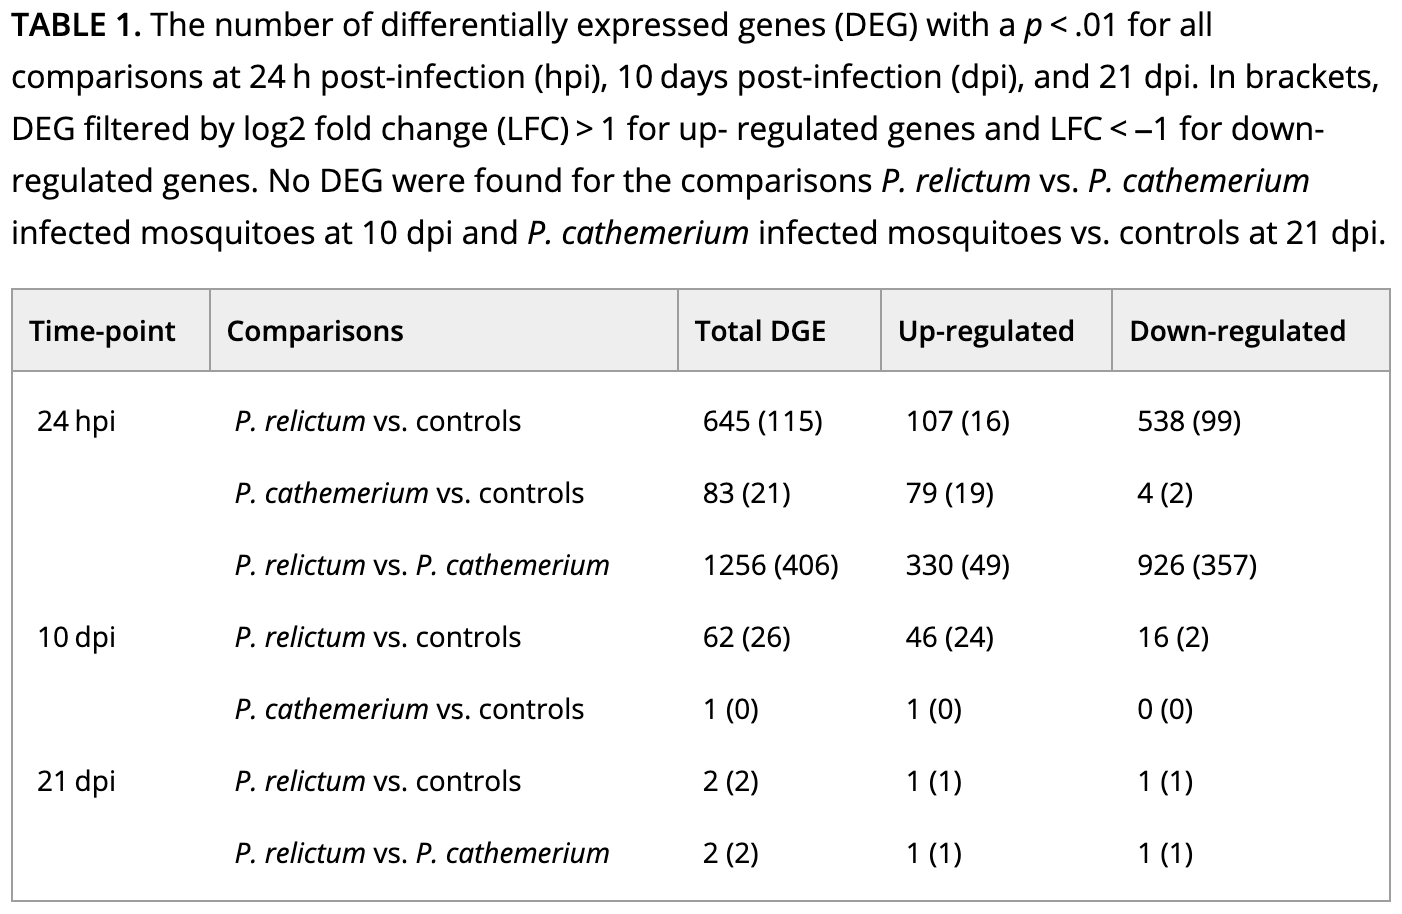 TABLE 1. The number of differentially expressed genes (DEG) with a p < .01 for all
comparisons at 24 h post-infection (hpi), 10 days post-infection (dpi), and 21 dpi. In brackets,
DEG filtered by log2 fold change (LFC) > 1 for up- regulated genes and LFC < –1 for down-
regulated genes. No DEG were found for the comparisons P. relictum vs. P. cathemerium
infected mosquitoes at 10 dpi and P. cathemerium infected mosquitoes vs. controls at 21 dpi.
Time-point Comparisons Total DGE Up-regulated Down-regulated
24 hpi P. relictum vs. controls 645 (115) 107 (16) 538 (99)
P. cathemerium vs. controls 83 (21) 79 (19) 4 (2)
P. relictum vs. P. cathemerium 1256 (406) 330 (49) 926 (357)
10 dpi P. relictum vs. controls 62 (26) 46 (24) 16 (2)
P. cathemerium vs. controls 1 (0) 1 (0) 0 (0)
21 dpi P. relictum vs. controls 2 (2) 1 (1) 1 (1)
P. relictum vs. P. cathemerium 2 (2) 1 (1) 1 (1)